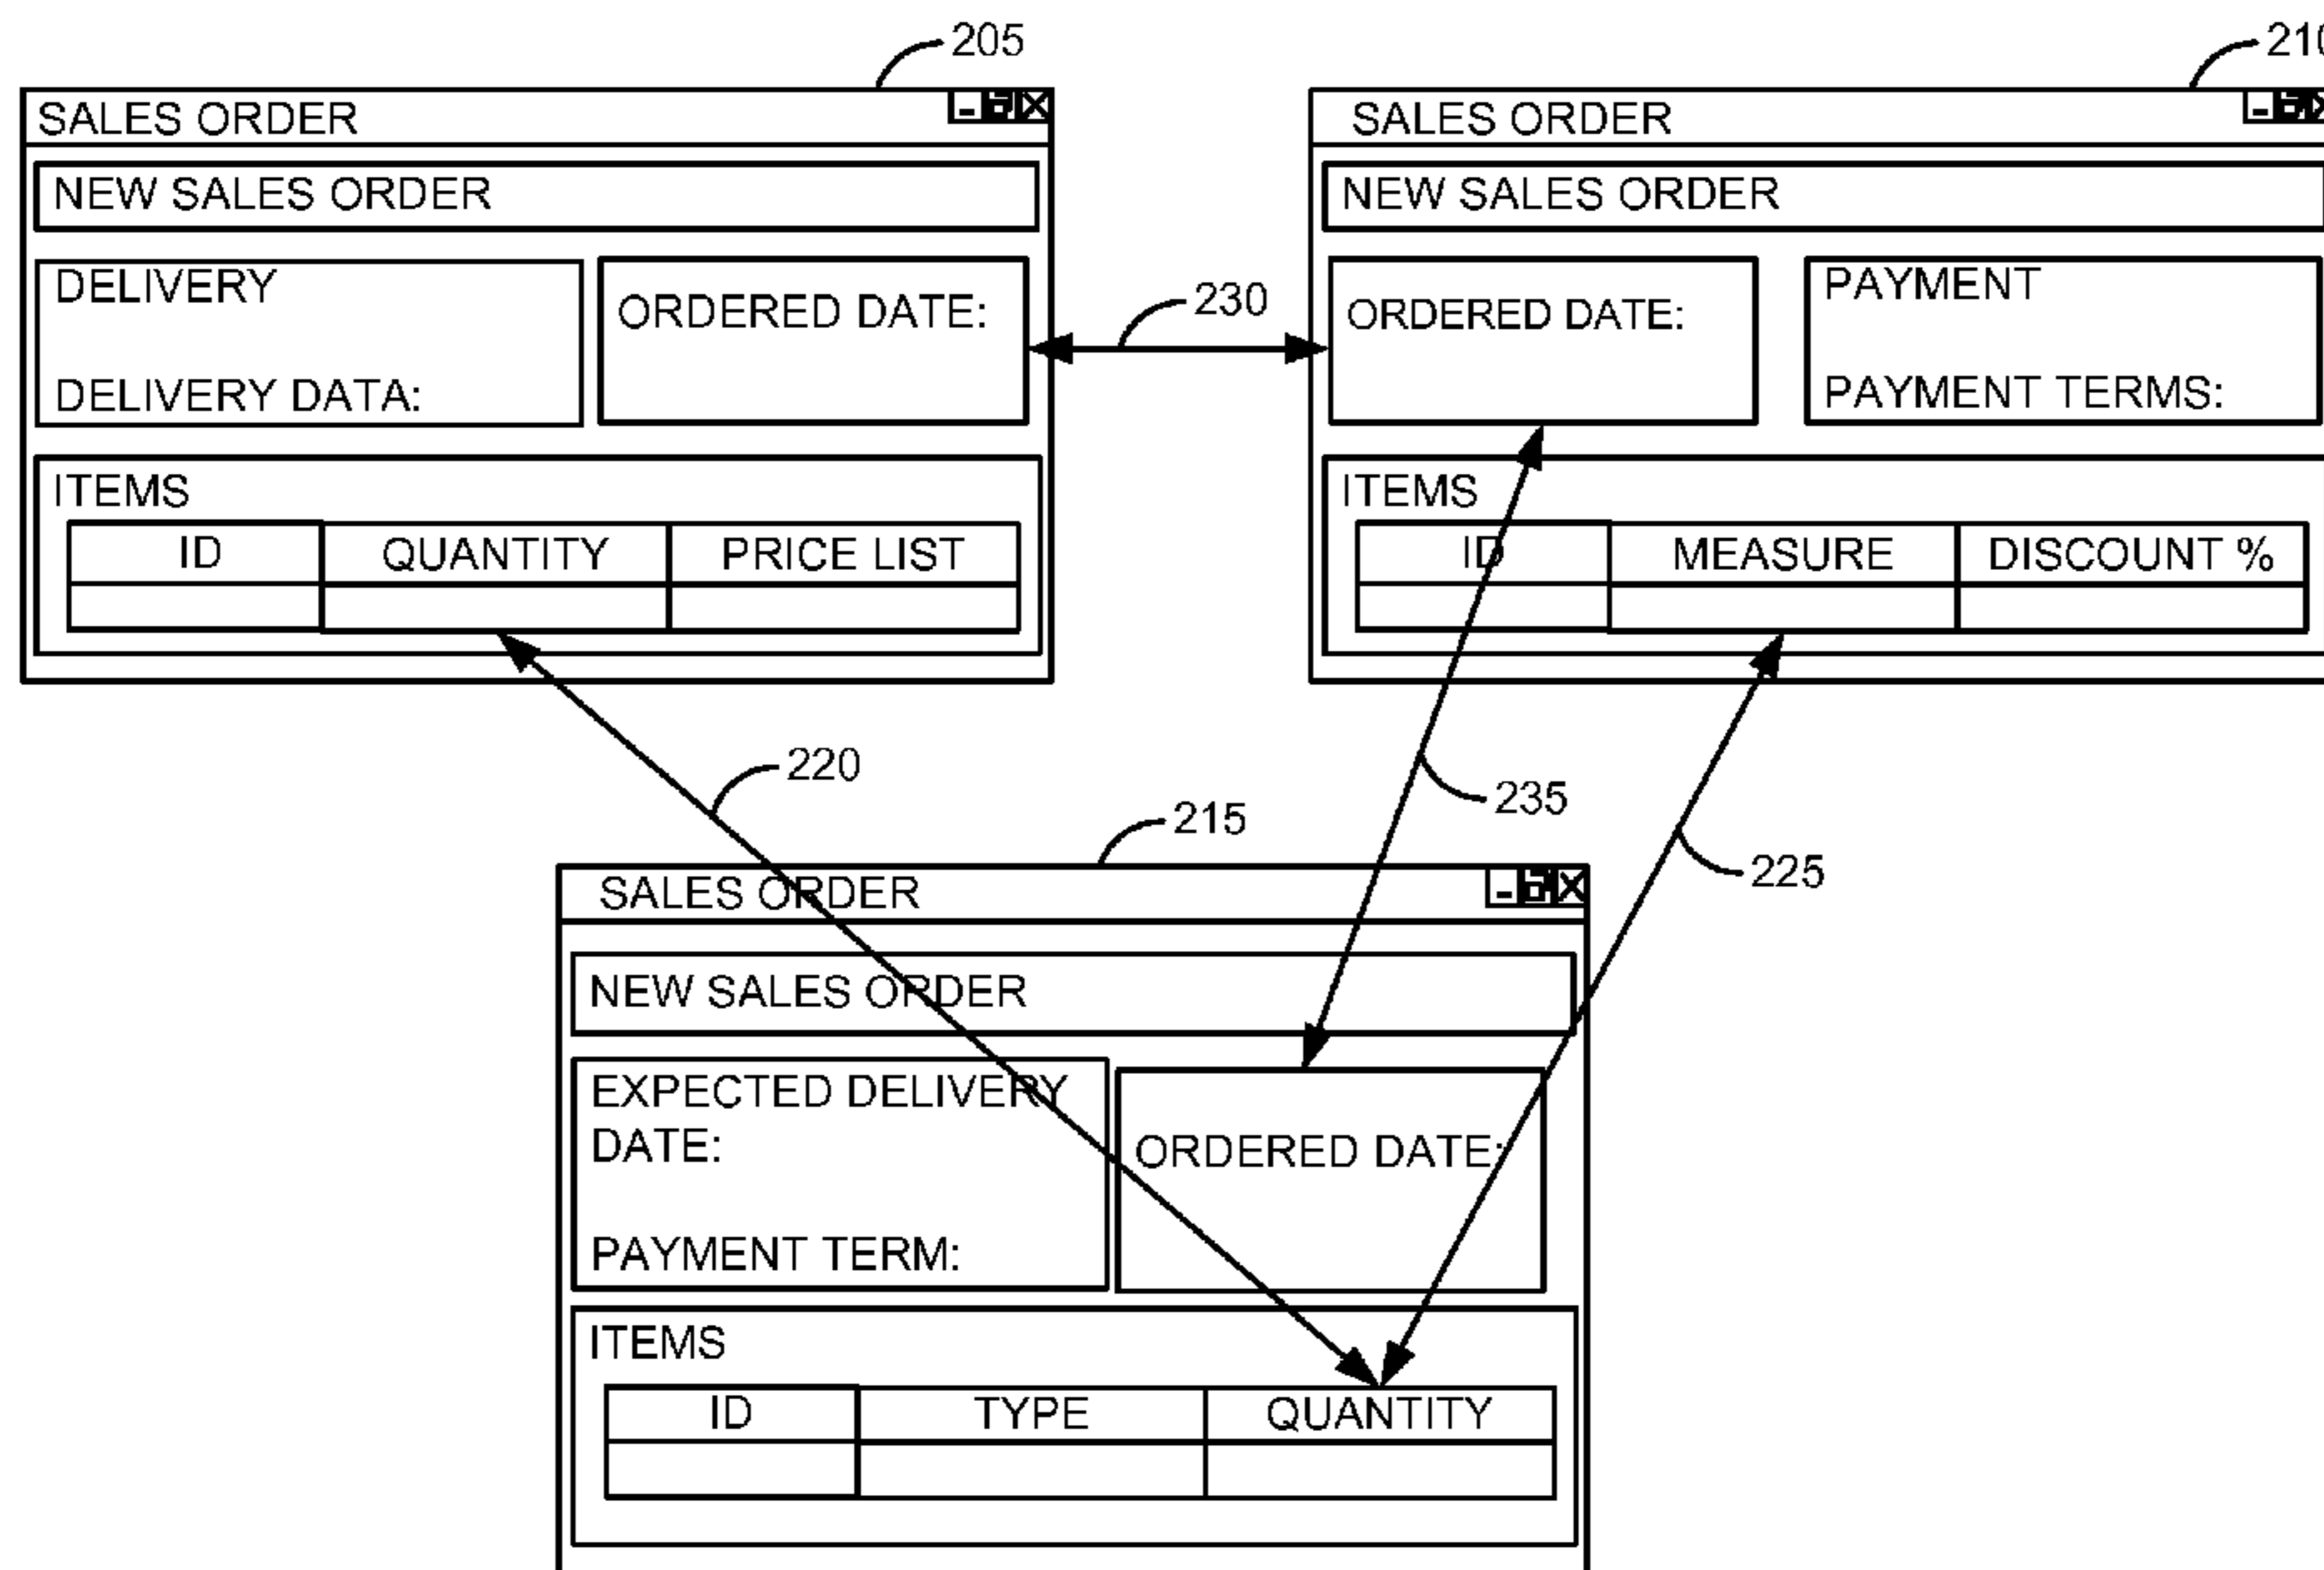 205
SALES ORDER
NEW SALES ORDER
DELIVERY
DELIVERY DATA:
ORDERED DATE:
ITEMS
ID QUANTITY PRICE LIST
230
210
SALES ORDER
NEW SALES ORDER
ORDERED DATE:
PAYMENT
PAYMENT TERMS:
ITEMS
ID MEASURE DISCOUNT %
220
235
225
215
SALES ORDER
NEW SALES ORDER
EXPECTED DELIVERY
DATE:
PAYMENT TERM:
ORDERED DATE:
ITEMS
ID TYPE QUANTITY